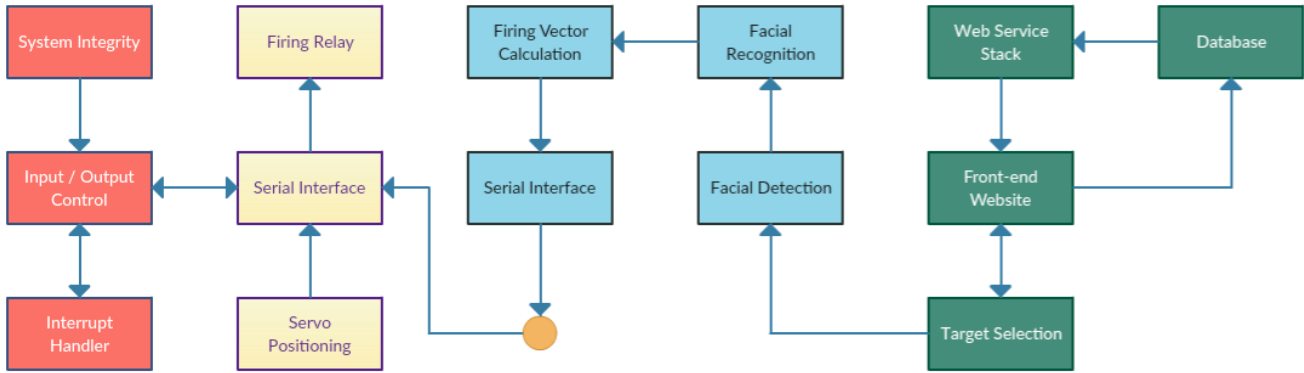 System Integrity
Firing Relay
Firing Vector
Calculation
Facial
Recognition
Web Service
Stack
Database
Input / Output
Control
Serial Interface
Serial Interface
Facial Detection
Front-end
Website
Interrupt
Handler
Servo
Positioning
Target Selection